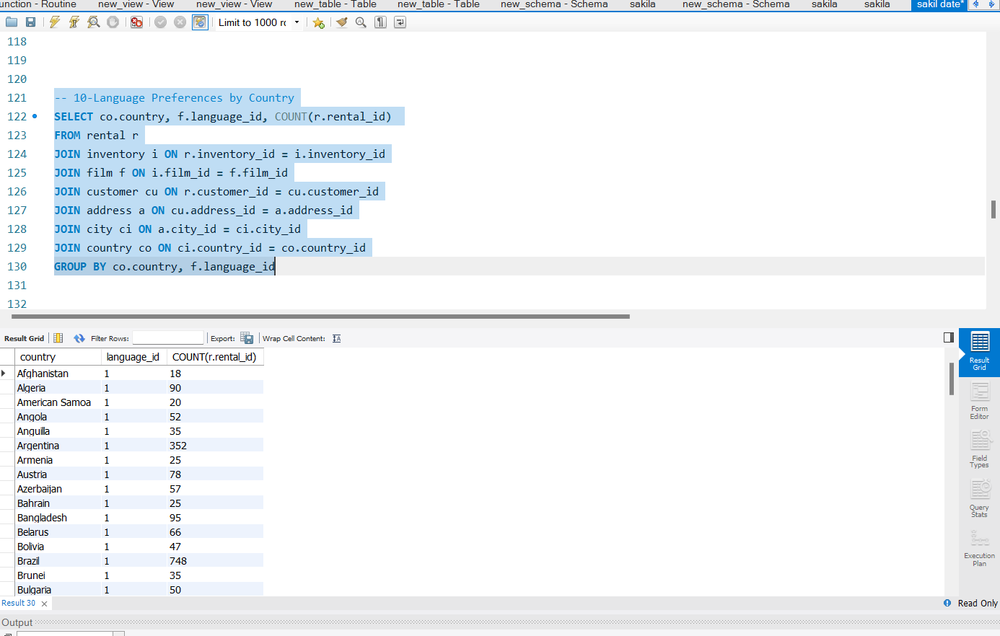 unction - Routine new_view - View new_view - View new_table - Table new_table - Table new_schema - Schema sakila new_schema - Schema sakila sakila sakil date*
Limit to 1000 rc
118
119
120
121 -- 10-Language Preferences by Country
122 SELECT co.country, f.language_id, COUNT(r.rental_id)
123 FROM rental r
124 JOIN inventory i ON r.inventory_id = i.inventory_id
125 JOIN film f ON i.film_id = f.film_id
126 JOIN customer cu ON r.customer_id = cu.customer_id
127 JOIN address a ON cu.address_id = a.address_id
128 JOIN city ci ON a.city_id = ci.city_id
129 JOIN country co ON ci.country_id = co.country_id
130 GROUP BY co.country, f.language_id
131
132
Result Grid Filter Rows: Export: Wrap Cell Content: IA
country language_id COUNT(r.rental_id)
Afghanistan 1 18
Algeria 1 90
American Samoa 1 20
Angola 1 52
Anguilla 1 35
Argentina 1 352
Armenia 1 25
Austria 1 78
Azerbaijan 1 57
Bahrain 1 25
Bangladesh 1 95
Belarus 1 66
Bolivia 1 47
Brazil 1 748
Brunei 1 35
Bulgaria 1 50
Result
Grid
Form
Editor
Field
Types
Query
Stats
Execution
Plan
Result 30 Read Only
Output